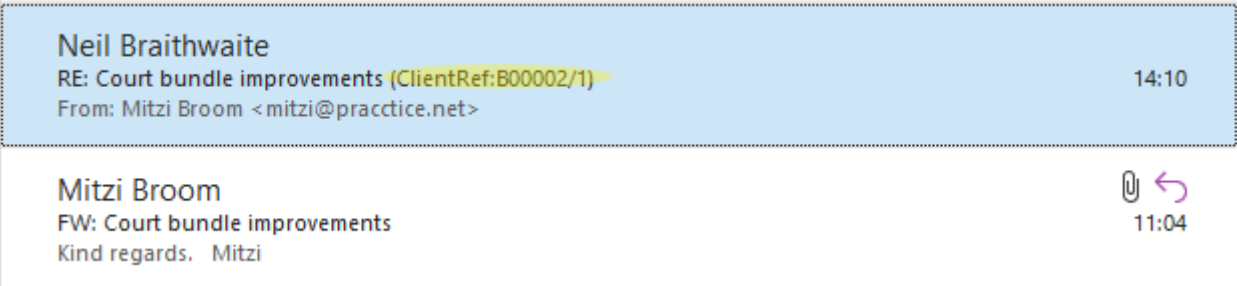 Neil Braithwaite
RE: Court bundle improvements (ClientRef:B00002/1) 14:10
From: Mitzi Broom <mitzi@pracctice.net>
Mitzi Broom
FW: Court bundle improvements 11:04
Kind regards. Mitzi